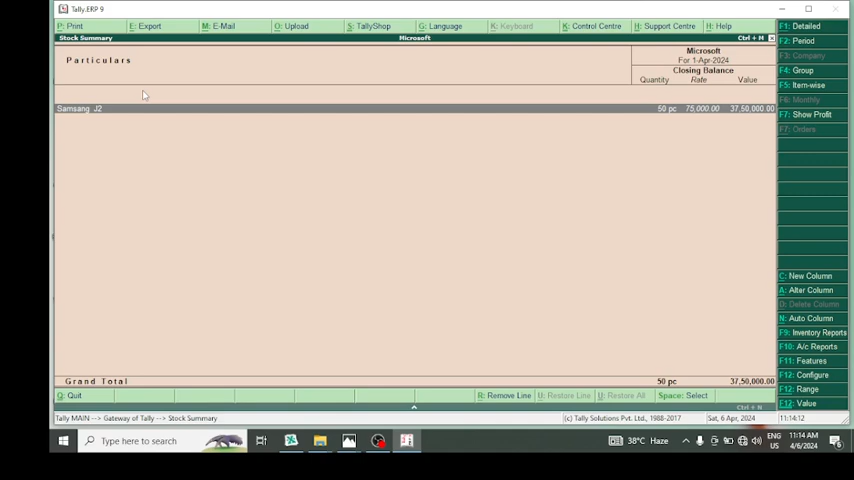 Tally.ERP 9
P: Print E: Export M: E-Mail O: Upload S: TallyShop G: Language K: Keyboard K: Control Centre H: Support Centre H: Help
Stock Summary Microsoft Ctrl + N
Particulars
Microsoft
For 1-Apr-2024
Closing Balance
Quantity Rate Value
Samsang J2 50 pc 75,000.00 37,50,000.00
Grand Total 50 pc 37,50,000.00
F1: Detailed
F2: Period
F3: Company
F4: Group
F5: Item-wise
F6: Monthly
F7: Show Profit
F7: Orders
C: New Column
A: Alter Column
D: Delete Column
N: Auto Column
F9: Inventory Reports
F10: A/c Reports
F11: Features
F12: Configure
F12: Range
F12: Value
Q: Quit R: Remove Line U: Restore Line U: Restore All Space: Select
Ctrl + N
Tally MAIN --> Gateway of Tally --> Stock Summary (c) Tally Solutions Pvt. Ltd., 1988-2017 Sat, 6 Apr, 2024 11:14:12
Type here to search 38°C Haze ENG US 11:14 AM 4/6/2024 6